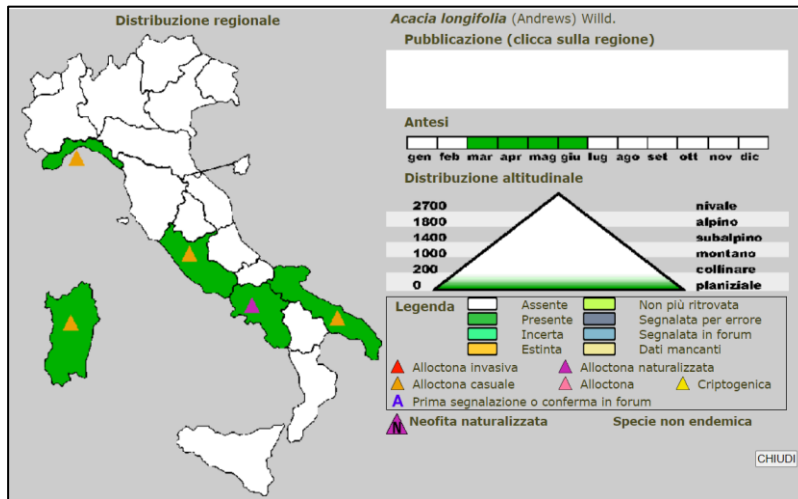 Distribuzione regionale
Acacia longifolia (Andrews) Willd.
Pubblicazione (clicca sulla regione)
Antesi
gen feb mar apr mag giu lug ago set ott nov dic
Distribuzione altitudinale
2700 nivale
1800 alpino
1400 subalpino
1000 montano
200 collinare
0 planiziale
Legenda
Assente Non più ritrovata
Presente Segnalata per errore
Incerta Segnalata in forum
Estinta Dati mancanti
Alloctona invasiva Alloctona naturalizzata
Alloctona casuale Alloctona Criptogenica
A Prima segnalazione o conferma in forum
N Neofita naturalizzata Specie non endemica
CHIUDI